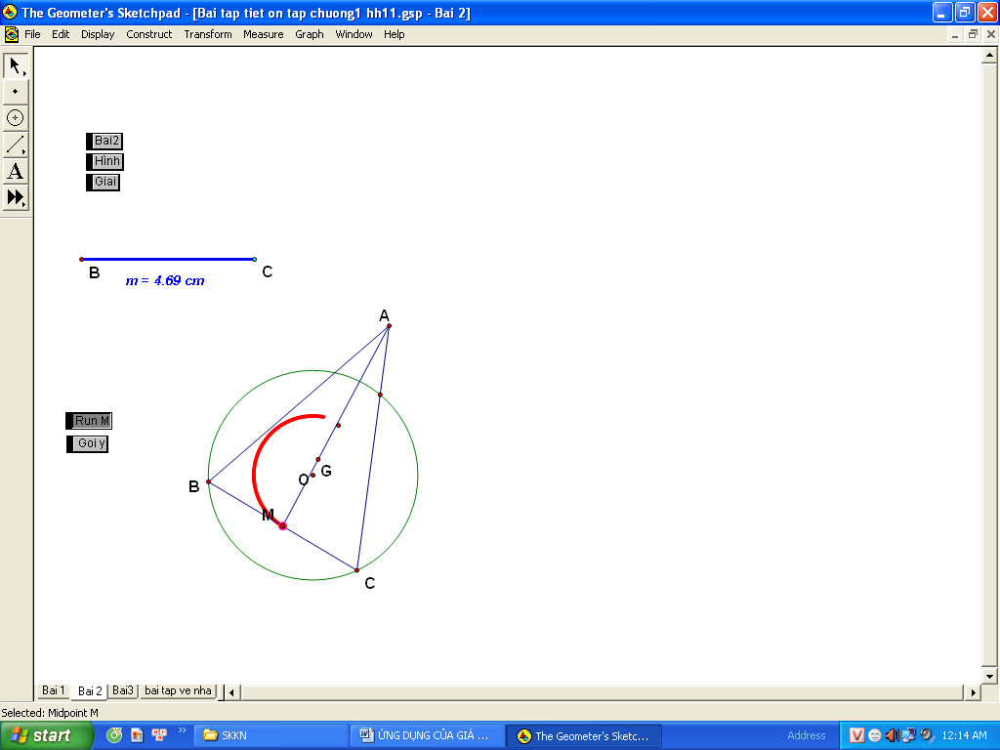 The Geometer's Sketchpad - [Bai tap tiet on tap chuong1 hh11.gsp - Bai 2]
File Edit Display Construct Transform Measure Graph Window Help
A
Bai2
Hình
Giai
B C
m = 4.69 cm
A
Run M
Goi y
G
O
B
M
C
Bai 1 Bai 2 Bai3 bai tap ve nha
Selected: Midpoint M
start SKKN ỨNG DỤNG CỦA GIÁ ... The Geometer's Sketc... Address 12:14 AM